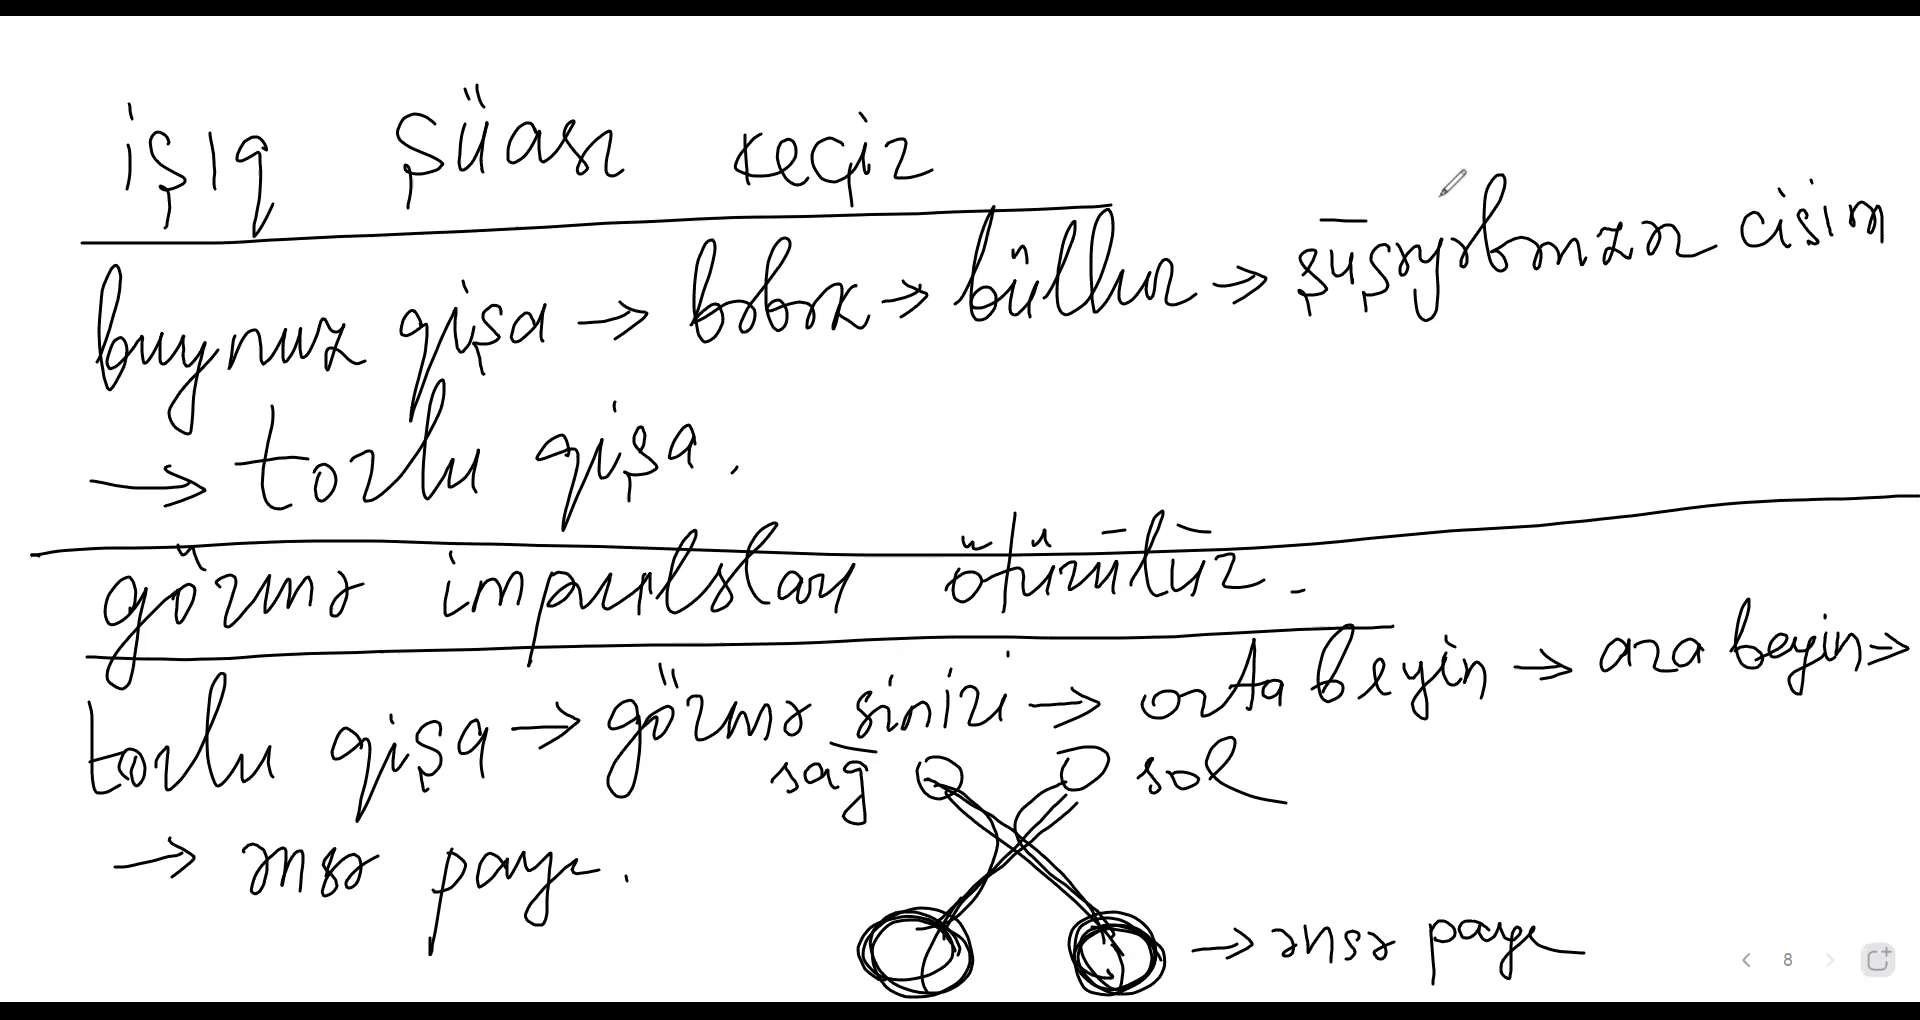 işıq şüası keçir
buynuz qişa → bəbək → büllur → şüşəyəbənzər cisim
→ torlu qişa.
görmə impulsları ötürülür.
torlu qişa → görmə siniri → orta beyin → ara beyin →
sağ sol
→ ənsə payı.
→ ənsə payı
8